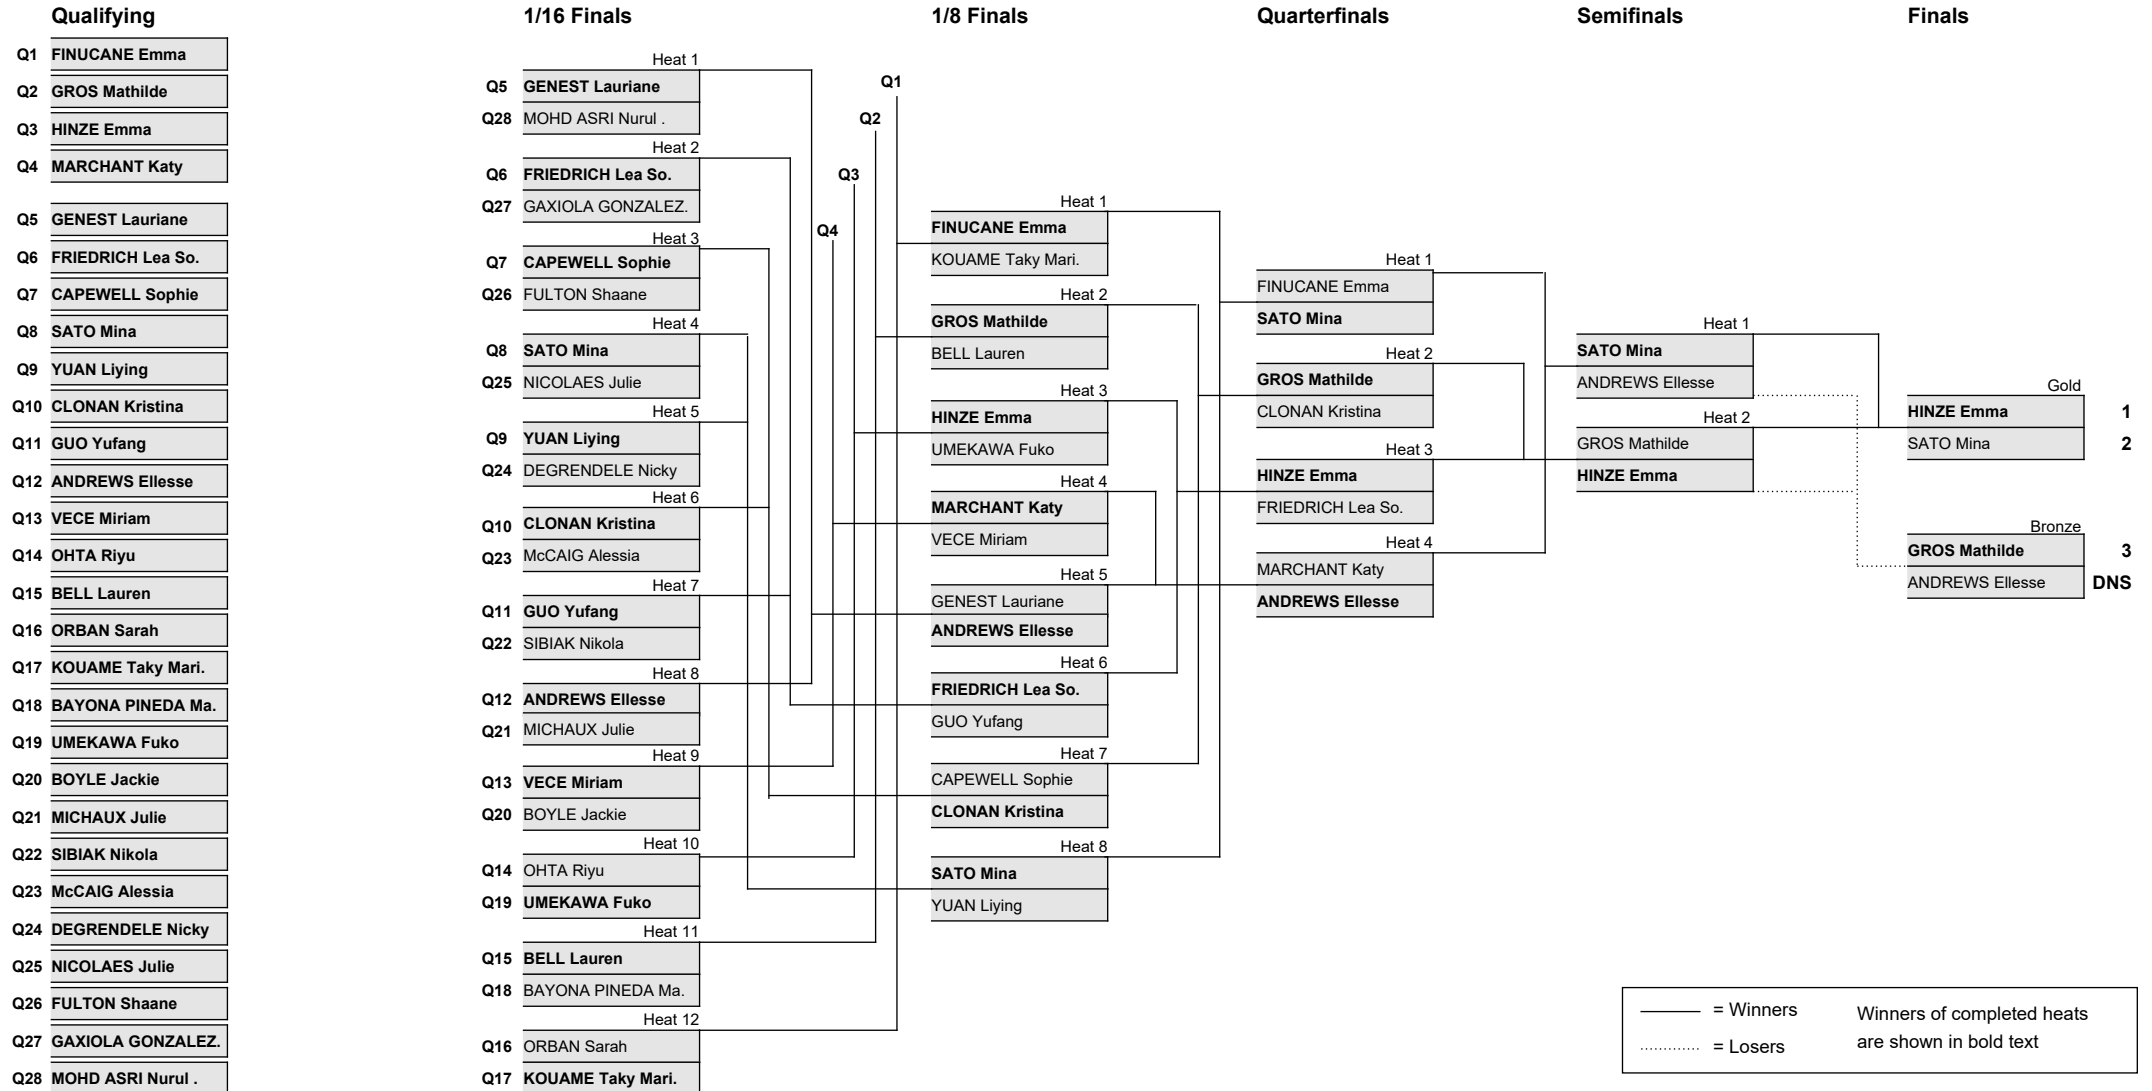 Qualifying
Q1 FINUCANE Emma
Q2 GROS Mathilde
Q3 HINZE Emma
Q4 MARCHANT Katy
Q5 GENEST Lauriane
Q6 FRIEDRICH Lea So.
Q7 CAPEWELL Sophie
Q8 SATO Mina
Q9 YUAN Liying
Q10 CLONAN Kristina
Q11 GUO Yufang
Q12 ANDREWS Ellesse
Q13 VECE Miriam
Q14 OHTA Riyu
Q15 BELL Lauren
Q16 ORBAN Sarah
Q17 KOUAME Taky Mari.
Q18 BAYONA PINEDA Ma.
Q19 UMEKAWA Fuko
Q20 BOYLE Jackie
Q21 MICHAUX Julie
Q22 SIBIAK Nikola
Q23 McCAIG Alessia
Q24 DEGRENDELE Nicky
Q25 NICOLAES Julie
Q26 FULTON Shaane
Q27 GAXIOLA GONZALEZ.
Q28 MOHD ASRI Nurul .
1/16 Finals
Heat 1
Q5 GENEST Lauriane
Q28 MOHD ASRI Nurul .
Heat 2
Q6 FRIEDRICH Lea So.
Q27 GAXIOLA GONZALEZ.
Heat 3
Q7 CAPEWELL Sophie
Q26 FULTON Shaane
Heat 4
Q8 SATO Mina
Q25 NICOLAES Julie
Heat 5
Q9 YUAN Liying
Q24 DEGRENDELE Nicky
Heat 6
Q10 CLONAN Kristina
Q23 McCAIG Alessia
Heat 7
Q11 GUO Yufang
Q22 SIBIAK Nikola
Heat 8
Q12 ANDREWS Ellesse
Q21 MICHAUX Julie
Heat 9
Q13 VECE Miriam
Q20 BOYLE Jackie
Heat 10
Q14 OHTA Riyu
Q19 UMEKAWA Fuko
Heat 11
Q15 BELL Lauren
Q18 BAYONA PINEDA Ma.
Heat 12
Q16 ORBAN Sarah
Q17 KOUAME Taky Mari.
1/8 Finals
Q1
Q2
Q3
Q4
Heat 1
FINUCANE Emma
KOUAME Taky Mari.
Heat 2
GROS Mathilde
BELL Lauren
Heat 3
HINZE Emma
UMEKAWA Fuko
Heat 4
MARCHANT Katy
VECE Miriam
Heat 5
GENEST Lauriane
ANDREWS Ellesse
Heat 6
FRIEDRICH Lea So.
GUO Yufang
Heat 7
CAPEWELL Sophie
CLONAN Kristina
Heat 8
SATO Mina
YUAN Liying
Quarterfinals
Heat 1
FINUCANE Emma
SATO Mina
Heat 2
GROS Mathilde
CLONAN Kristina
Heat 3
HINZE Emma
FRIEDRICH Lea So.
Heat 4
MARCHANT Katy
ANDREWS Ellesse
Semifinals
Heat 1
SATO Mina
ANDREWS Ellesse
Heat 2
GROS Mathilde
HINZE Emma
Finals
Gold
HINZE Emma 1
SATO Mina 2
Bronze
GROS Mathilde 3
ANDREWS Ellesse DNS
= Winners
= Losers
Winners of completed heats
are shown in bold text